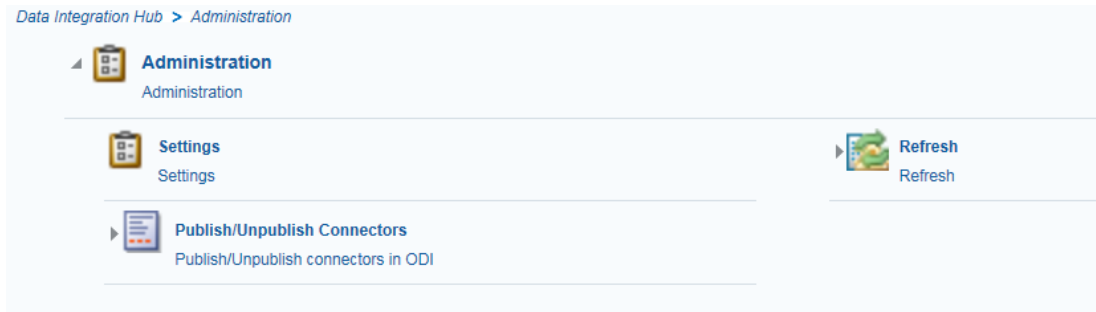 Data Integration Hub > Administration
Administration
Administration
Settings
Settings
Refresh
Refresh
Publish/Unpublish Connectors
Publish/Unpublish connectors in ODI